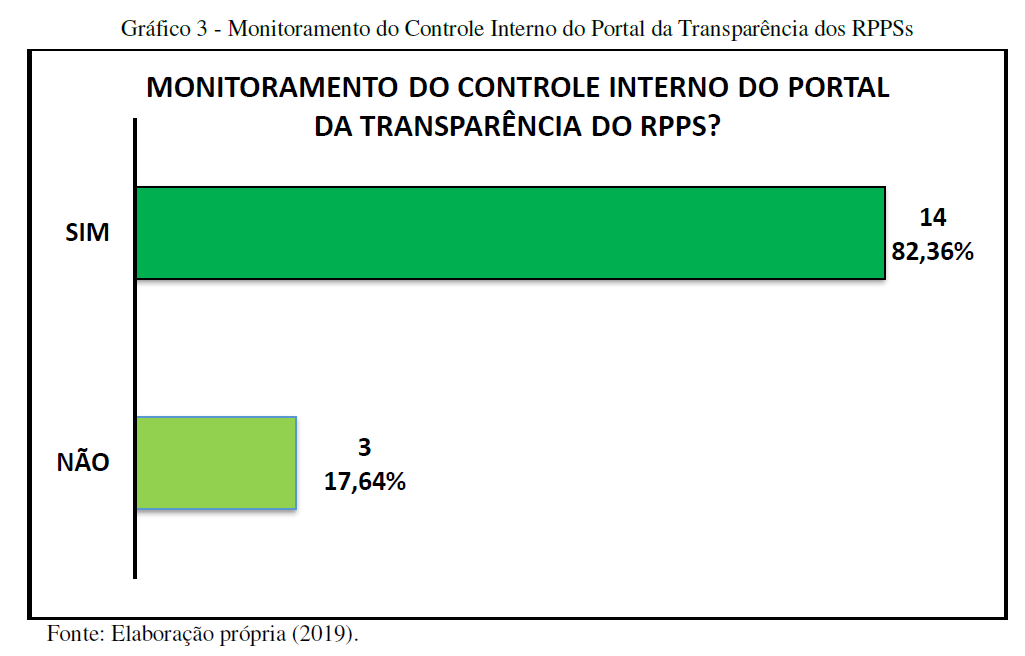 Gráfico 3 - Monitoramento do Controle Interno do Portal da Transparência dos RPPSs
MONITORAMENTO DO CONTROLE INTERNO DO PORTAL
DA TRANSPARÊNCIA DO RPPS?
SIM
14
82,36%
NÃO
3
17,64%
Fonte: Elaboração própria (2019).